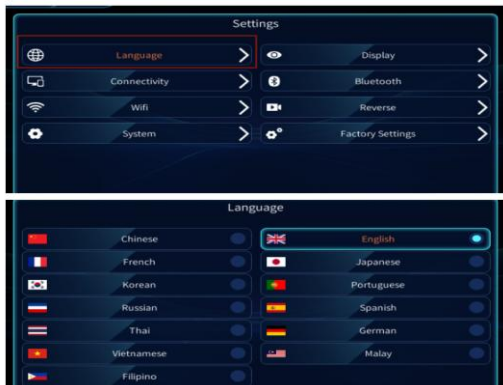 Settings
Language
Display
Connectivity
Bluetooth
Wifi
Reverse
System
Factory Settings
Language
Chinese
English
French
Japanese
Korean
Portuguese
Russian
Spanish
Thai
German
Vietnamese
Malay
Filipino